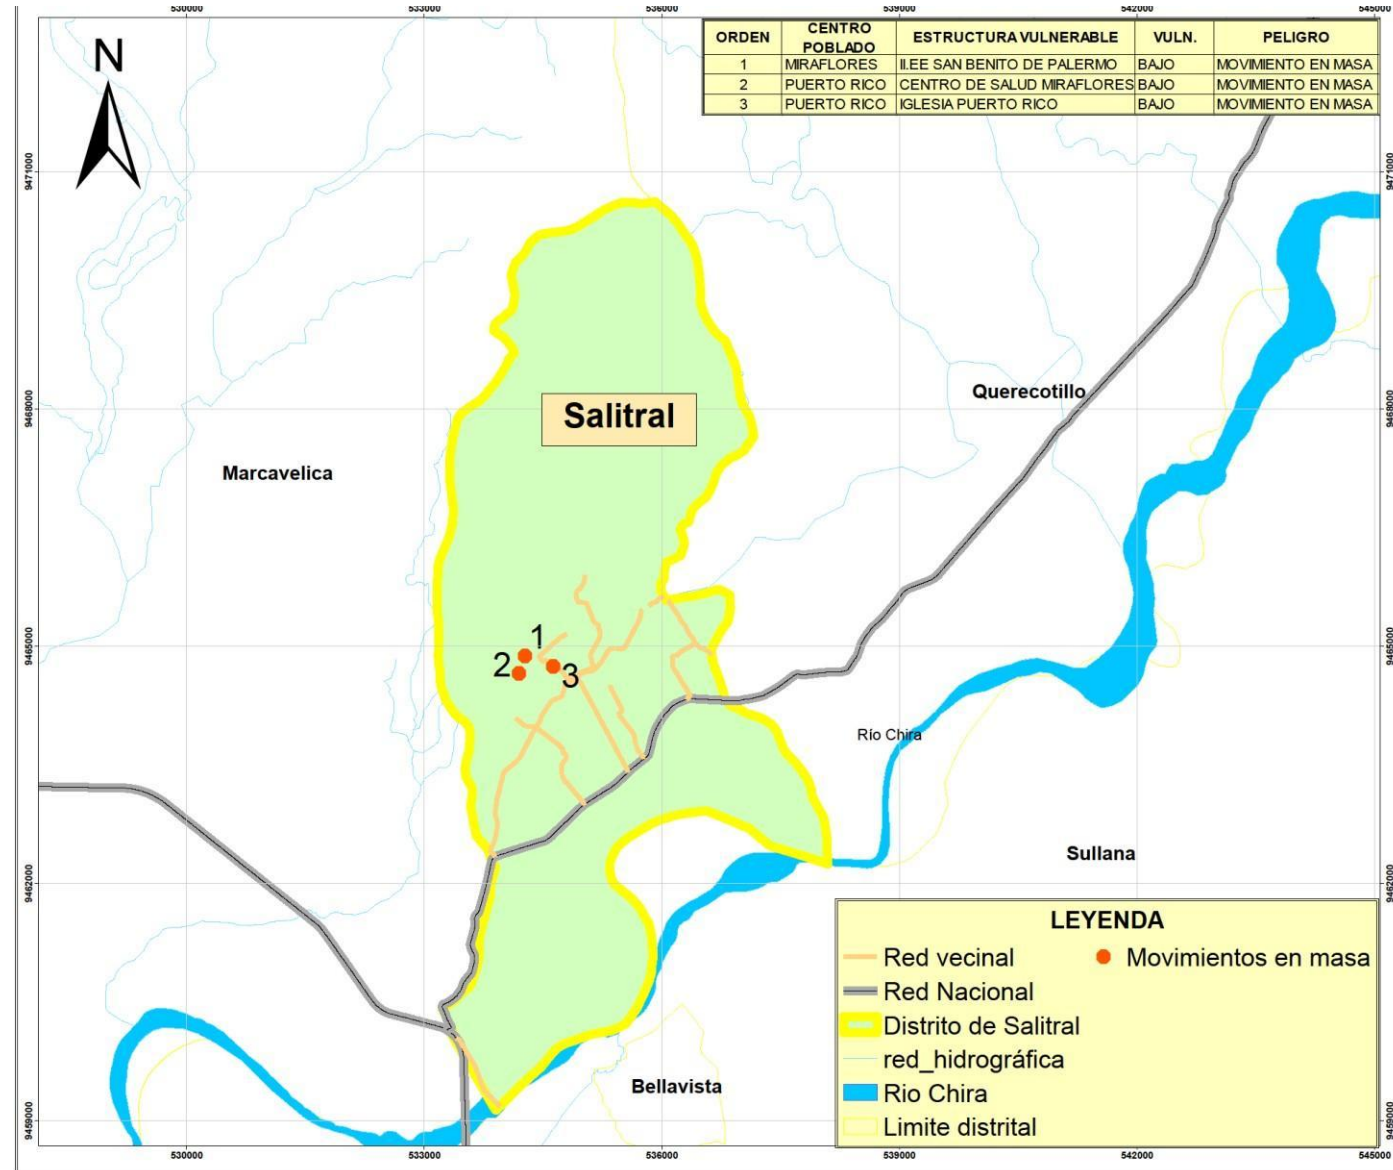 530000 533000 536000 539000 542000 545000
N
ORDEN CENTRO POBLADO ESTRUCTURA VULNERABLE VULN. PELIGRO
1 MIRAFLORES II.EE SAN BENITO DE PALERMO BAJO MOVIMIENTO EN MASA
2 PUERTO RICO CENTRO DE SALUD MIRAFLORES BAJO MOVIMIENTO EN MASA
3 PUERTO RICO IGLESIA PUERTO RICO BAJO MOVIMIENTO EN MASA
9471000 9471000
Querecotillo
9468000 9468000
Salitral
Marcavelica
1
9465000 9465000
2
3
Río Chira
Sullana
9462000 9462000
LEYENDA
Red vecinal
Movimientos en masa
Red Nacional
Distrito de Salitral
red_hidrográfica
Rio Chira
Limite distrital
Bellavista
9459000 9459000
530000 533000 536000 539000 542000 545000